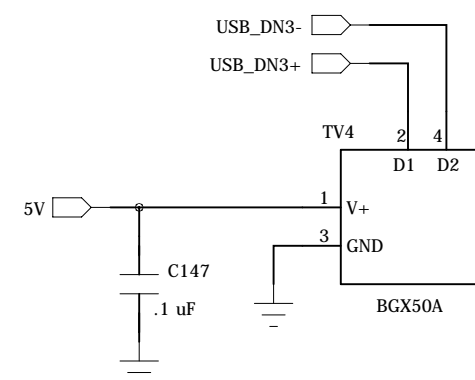 USB_DN3-
USB_DN3+
TV4
2
4
D1
D2
5V
1
V+
3
GND
C147
.1 uF
BGX50A